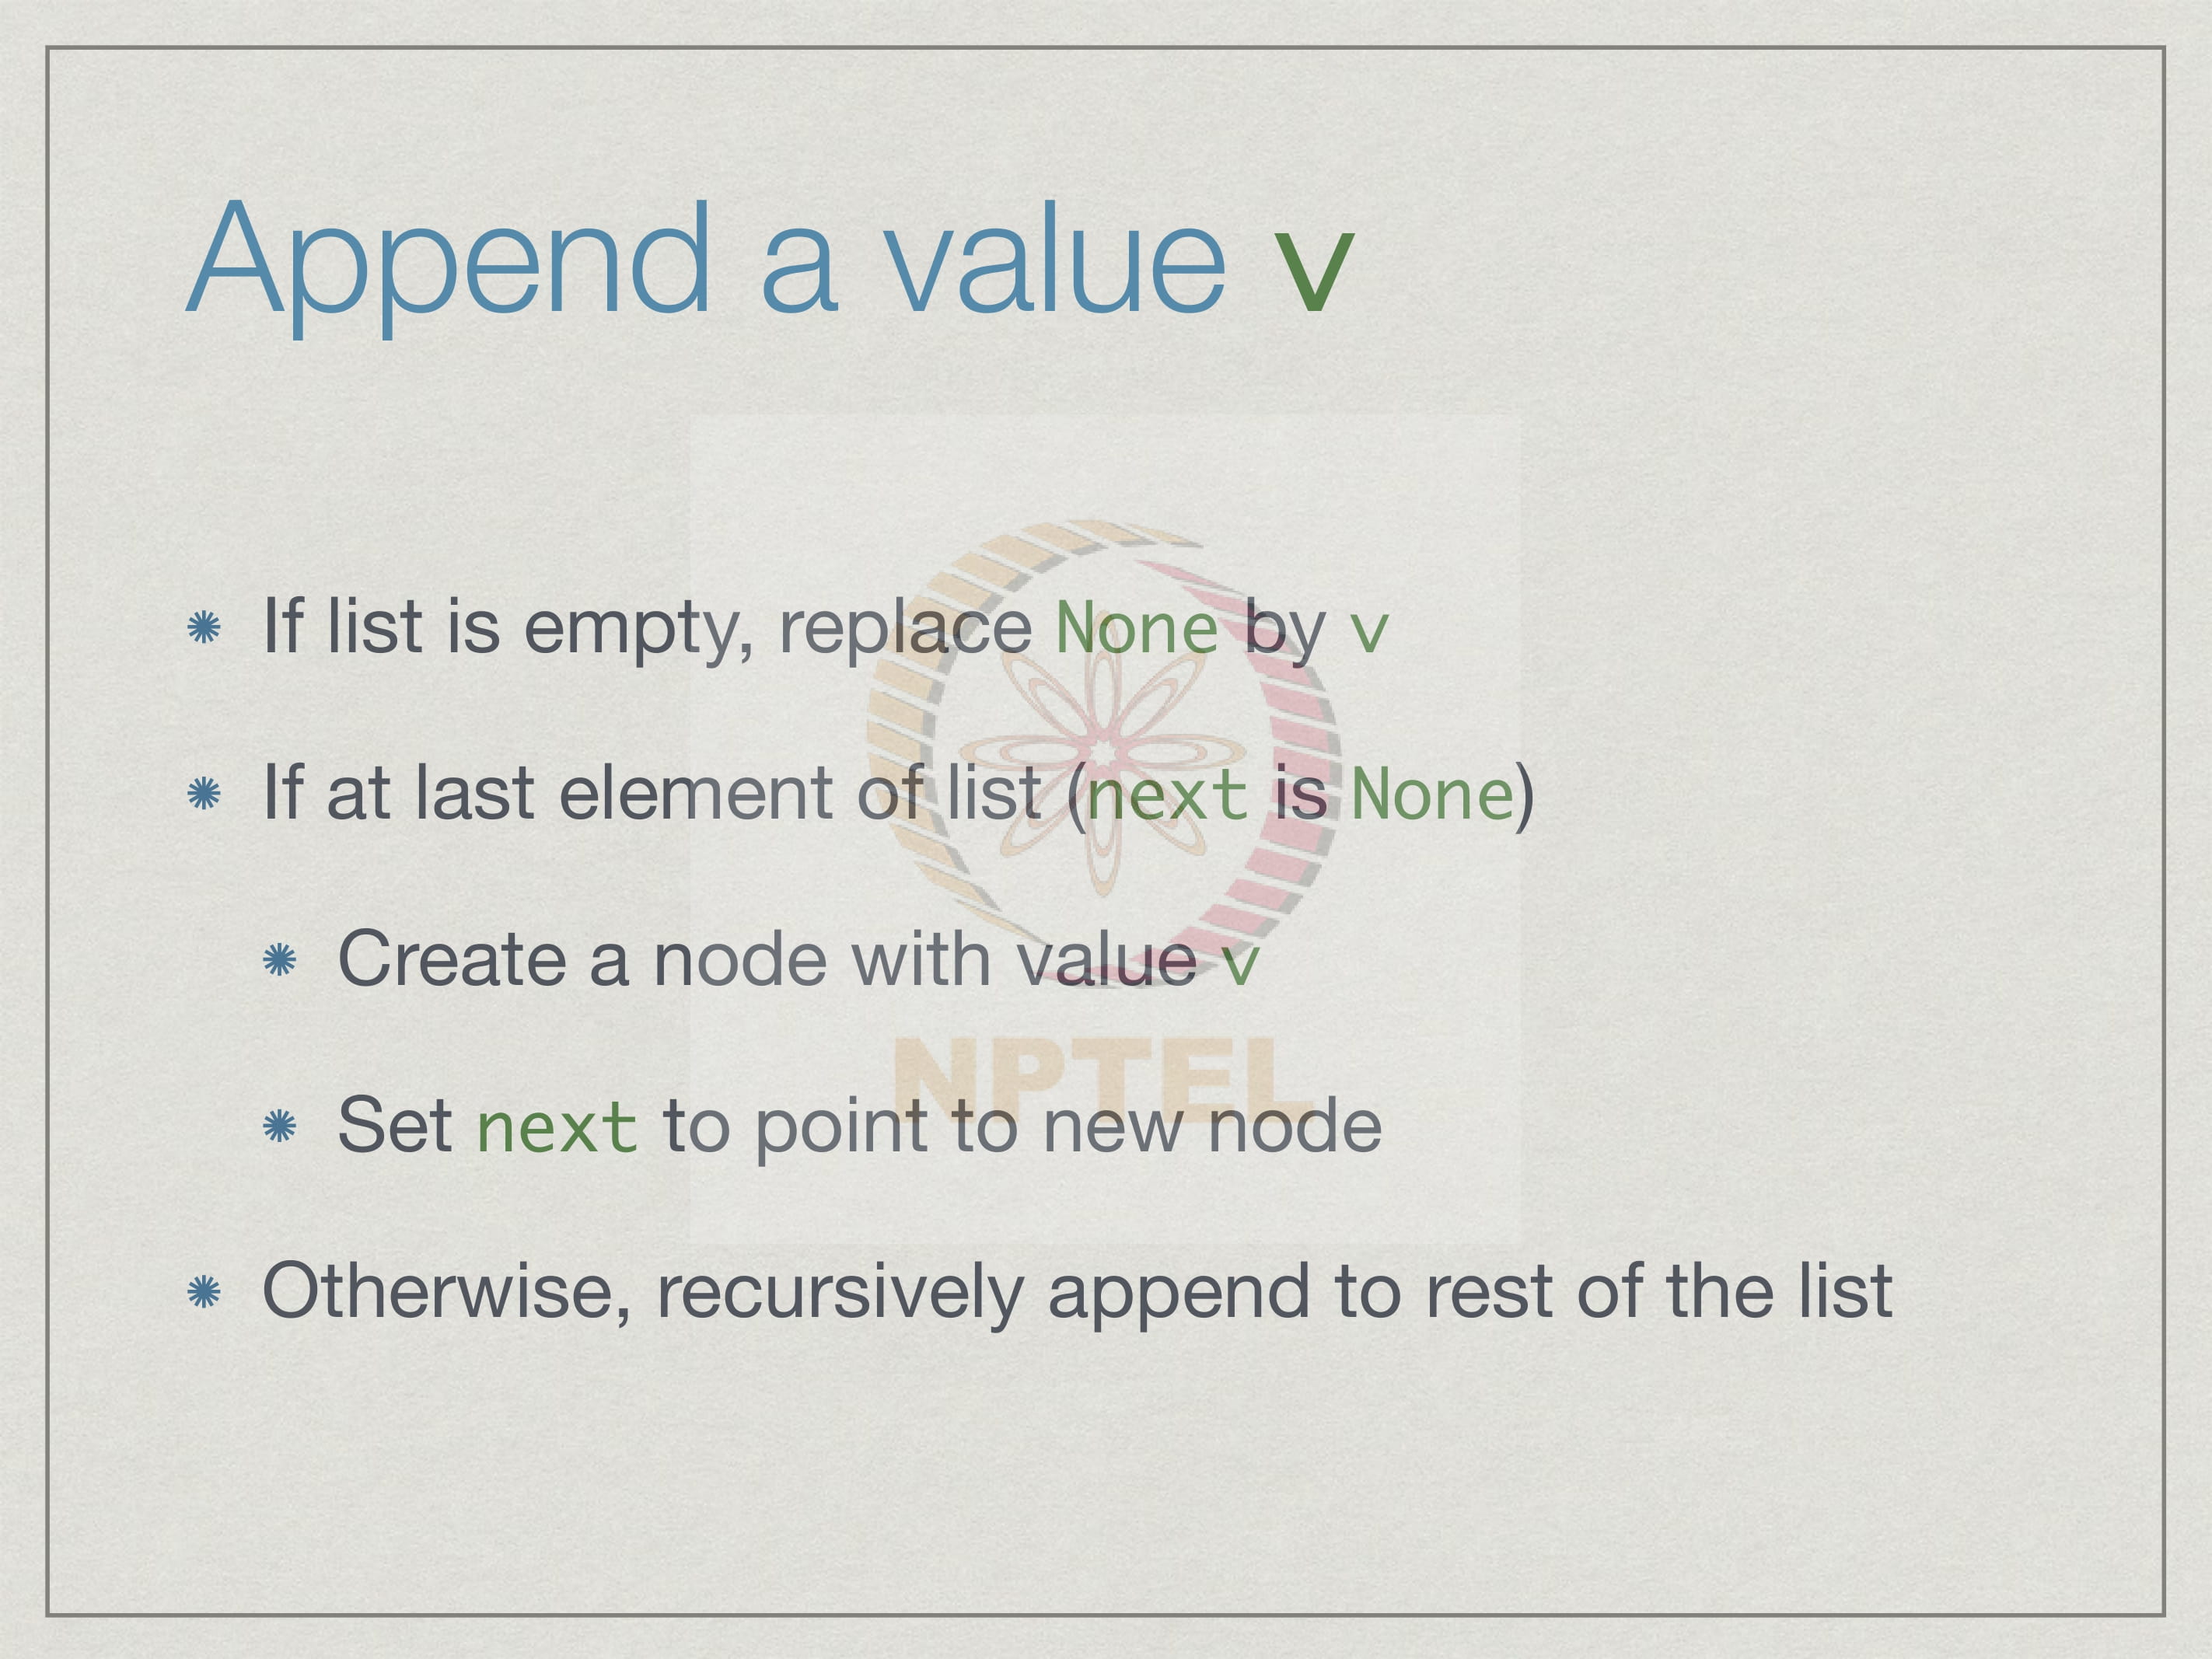 Append a value v
If list is empty, replace None by v
If at last element of list (next is None)
Create a node with value v
NPTEL
Set next to point to new node
Otherwise, recursively append to rest of the list